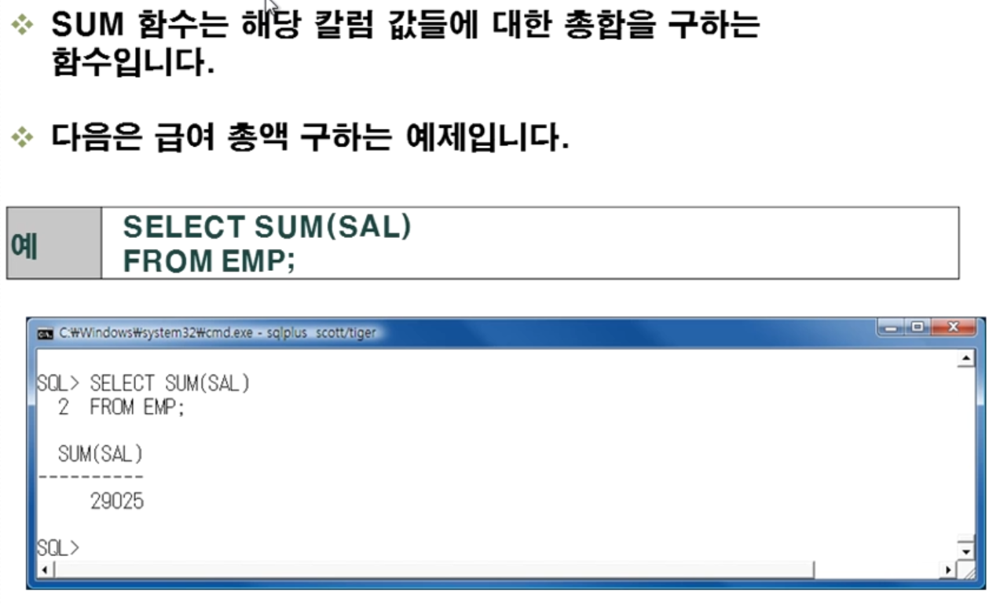 SUM 함수는 해당 칼럼 값들에 대한 총합을 구하는
함수입니다.
다음은 급여 총액 구하는 예제입니다.
예
SELECT SUM(SAL)
FROM EMP;
C:₩Windows₩system32₩cmd.exe - sqlplus  scott/tiger
SQL> SELECT SUM(SAL)
  2  FROM EMP;
  SUM(SAL)
----------
     29025
SQL>